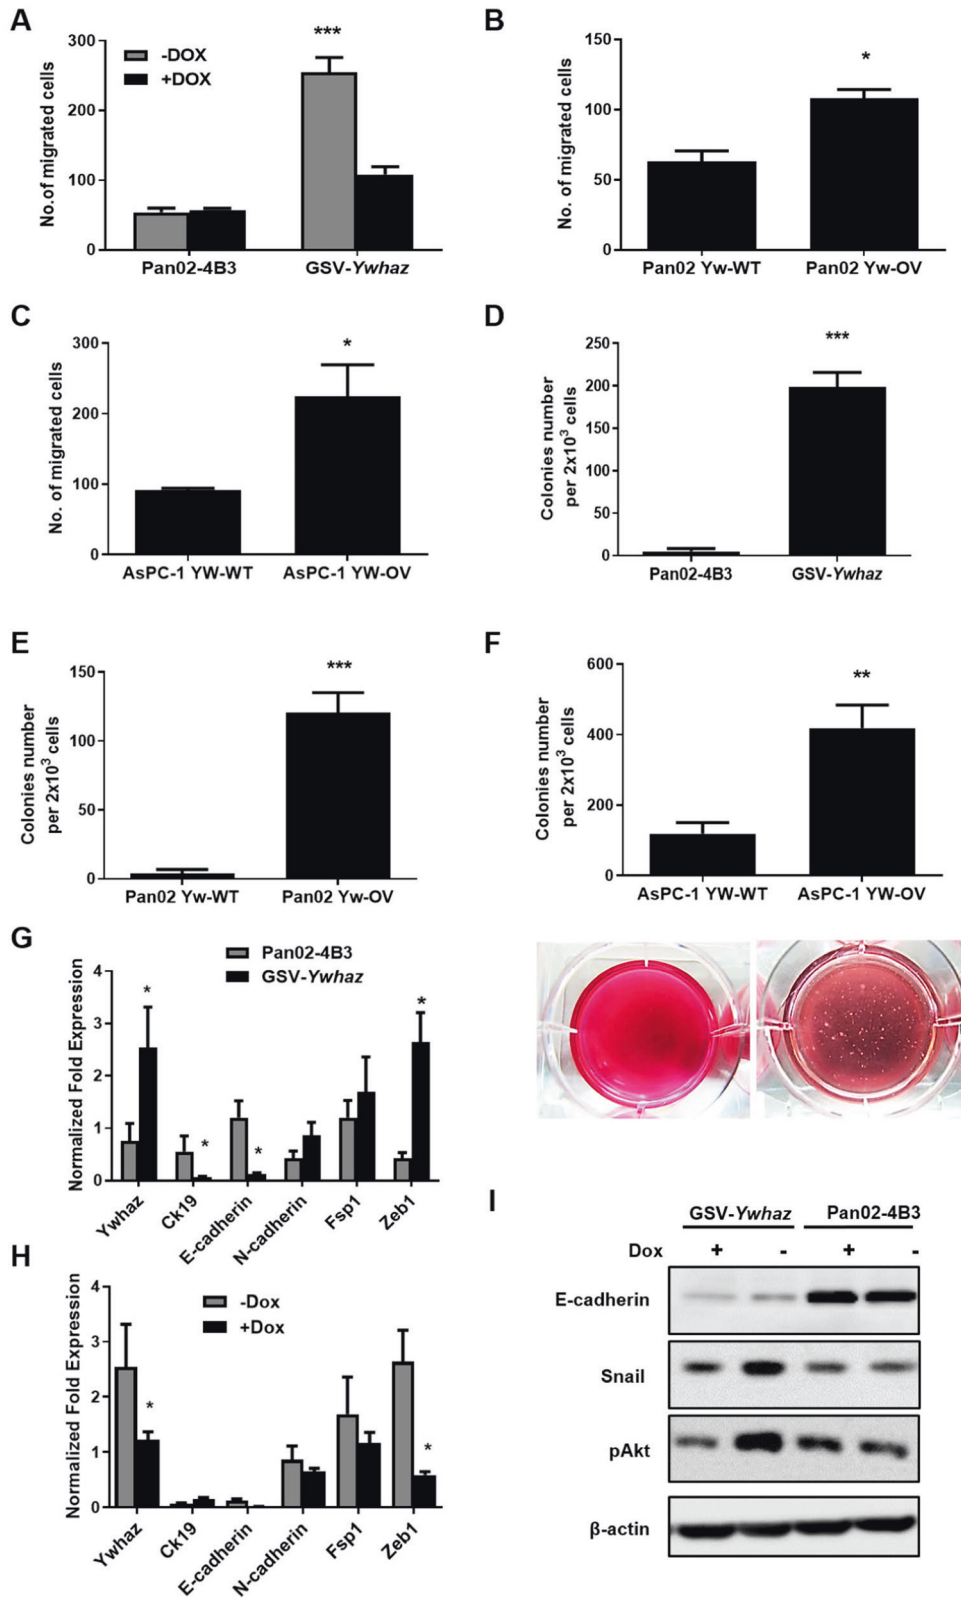 A
No.of migrated cells
300
200
100
0
-DOX
+DOX
***
Pan02-4B3
GSV-Ywhaz
B
No. of migrated cells
150
100
50
0
*
Pan02 Yw-WT
Pan02 Yw-OV
C
No. of migrated cells
300
200
100
0
*
AsPC-1 YW-WT
AsPC-1 YW-OV
D
Colonies number
per 2x10³ cells
250
200
150
100
50
0
***
Pan02-4B3
GSV-Ywhaz
E
Colonies number
per 2x10³ cells
150
100
50
0
***
Pan02 Yw-WT
Pan02 Yw-OV
F
Colonies number
per 2x10³ cells
600
400
200
0
**
AsPC-1 YW-WT
AsPC-1 YW-OV
G
Pan02-4B3
GSV-Ywhaz
Normalized Fold Expression
4
3
2
1
0
*
*
*
*
Ywhaz
Ck19
E-cadherin
N-cadherin
Fsp1
Zeb1
H
-Dox
+Dox
Normalized Fold Expression
4
3
2
1
0
*
*
Ywhaz
Ck19
E-cadherin
N-cadherin
Fsp1
Zeb1
I
GSV-Ywhaz Pan02-4B3
Dox + - + -
E-cadherin
Snail
pAkt
β-actin